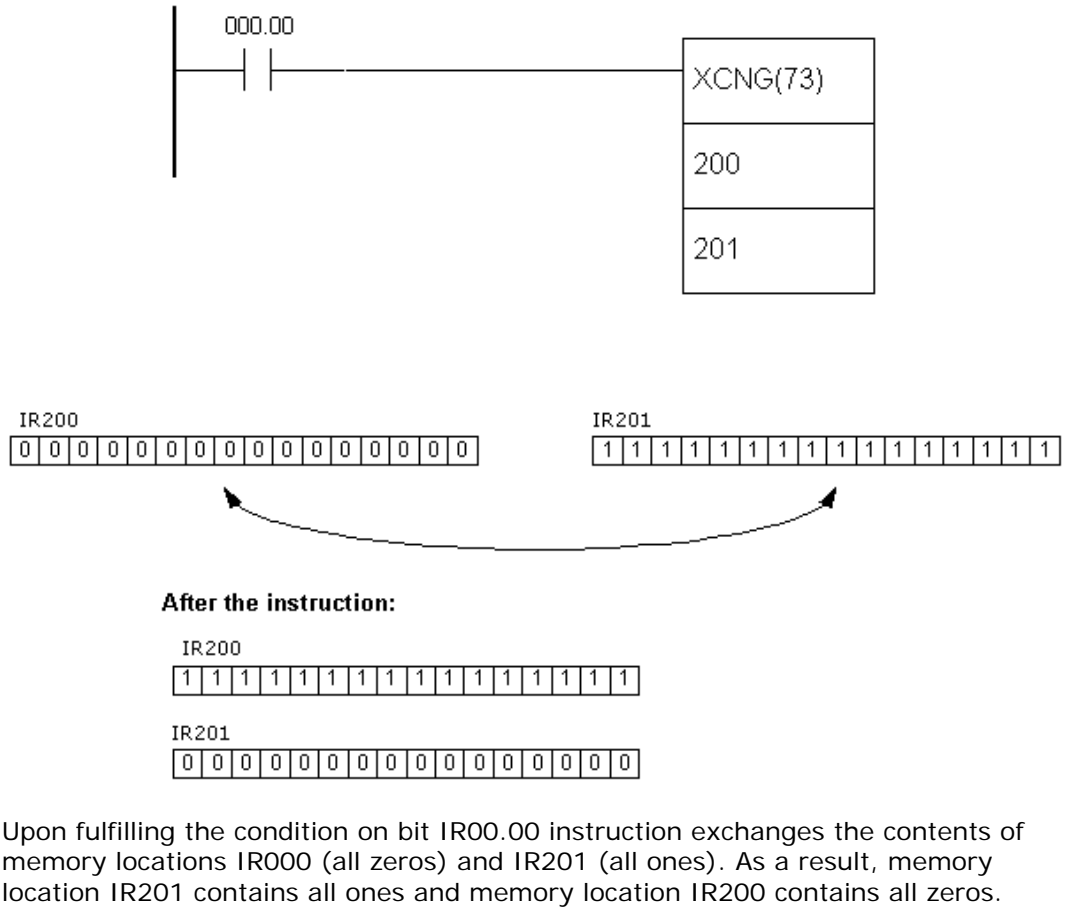 000.00
XCNG(73)
200
201
IR200
0 0 0 0 0 0 0 0 0 0 0 0 0 0 0 0
IR201
1 1 1 1 1 1 1 1 1 1 1 1 1 1 1 1
After the instruction:
IR200
1 1 1 1 1 1 1 1 1 1 1 1 1 1 1 1
IR201
0 0 0 0 0 0 0 0 0 0 0 0 0 0 0 0
Upon fulfilling the condition on bit IR00.00 instruction exchanges the contents of
memory locations IR000 (all zeros) and IR201 (all ones). As a result, memory
location IR201 contains all ones and memory location IR200 contains all zeros.